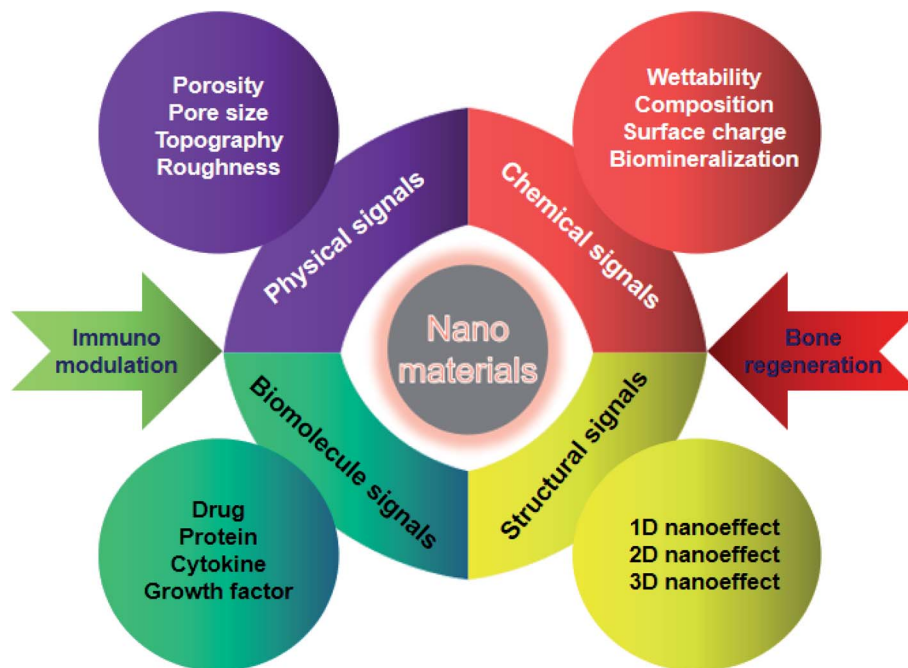 Porosity
Pore size
Topography
Roughness
Wettability
Composition
Surface charge
Biomineralization
Physical signals
Chemical signals
Immuno
modulation
Nano
materials
Bone
regeneration
Biomolecule signals
Structural signals
Drug
Protein
Cytokine
Growth factor
1D nanoeffect
2D nanoeffect
3D nanoeffect